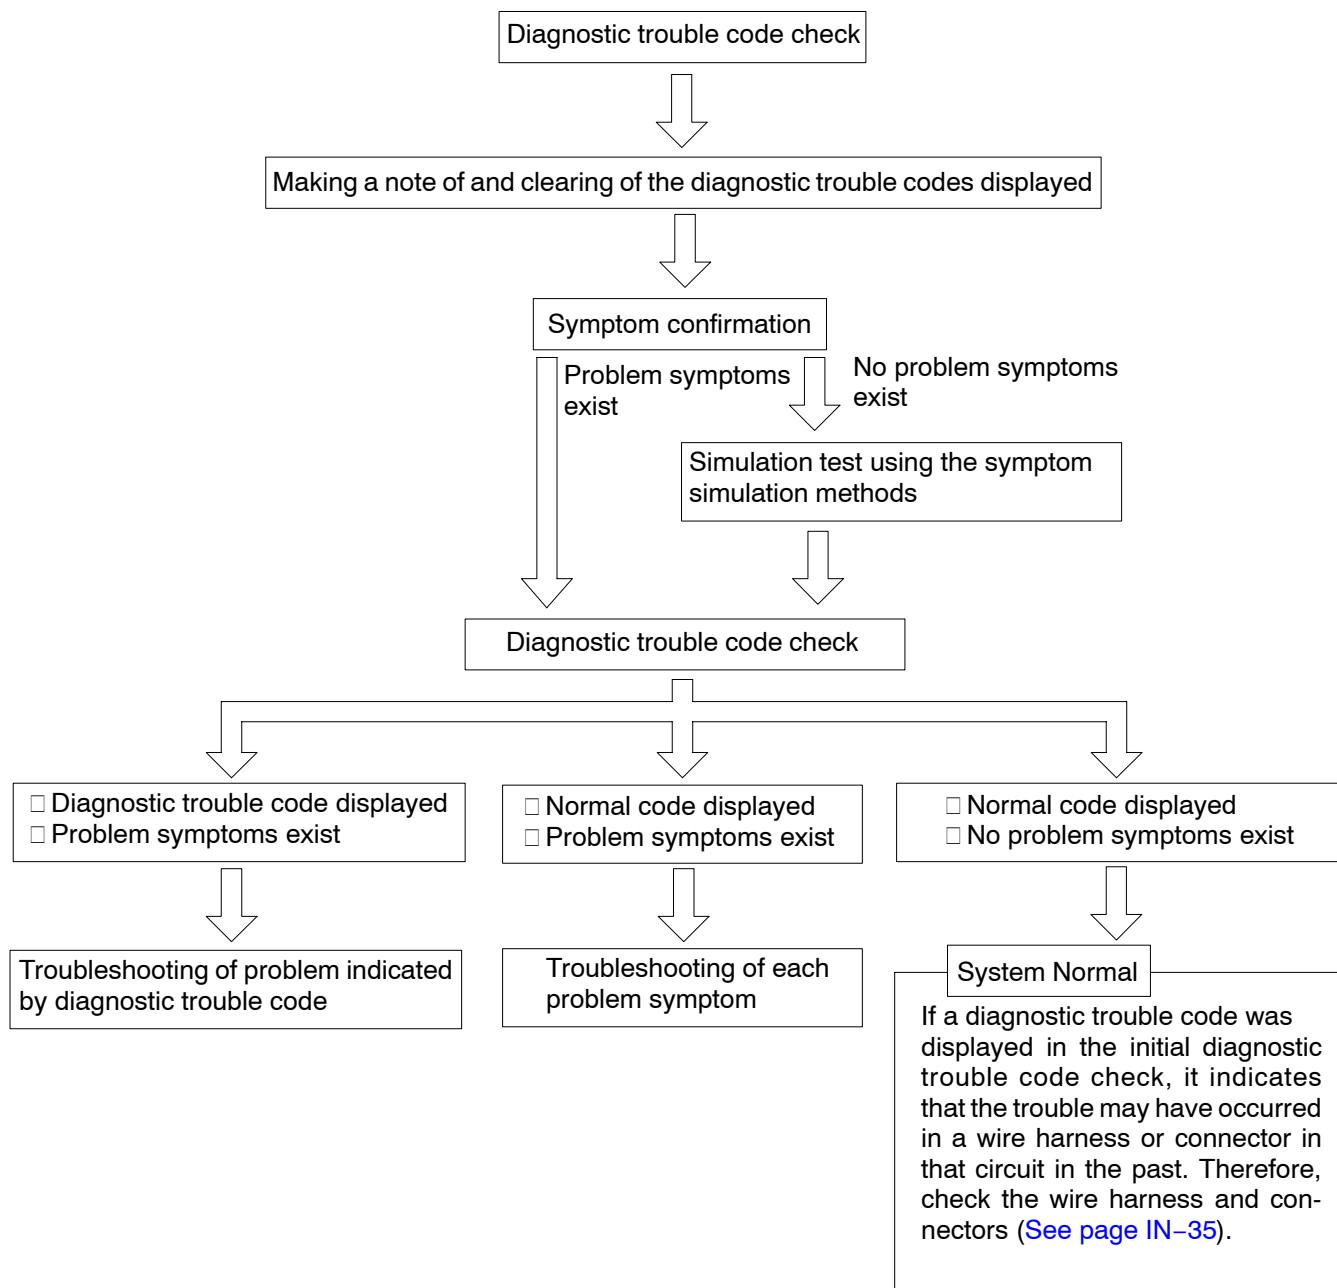 Diagnostic trouble code check
Making a note of and clearing of the diagnostic trouble codes displayed
Symptom confirmation
Problem symptoms
exist
No problem symptoms
exist
Simulation test using the symptom
simulation methods
Diagnostic trouble code check
□ Diagnostic trouble code displayed
□ Problem symptoms exist
□ Normal code displayed
□ Problem symptoms exist
□ Normal code displayed
□ No problem symptoms exist
Troubleshooting of problem indicated
by diagnostic trouble code
Troubleshooting of each
problem symptom
System Normal
If a diagnostic trouble code was
displayed in the initial diagnostic
trouble code check, it indicates
that the trouble may have occurred
in a wire harness or connector in
that circuit in the past. Therefore,
check the wire harness and con-
nectors (See page IN−35).